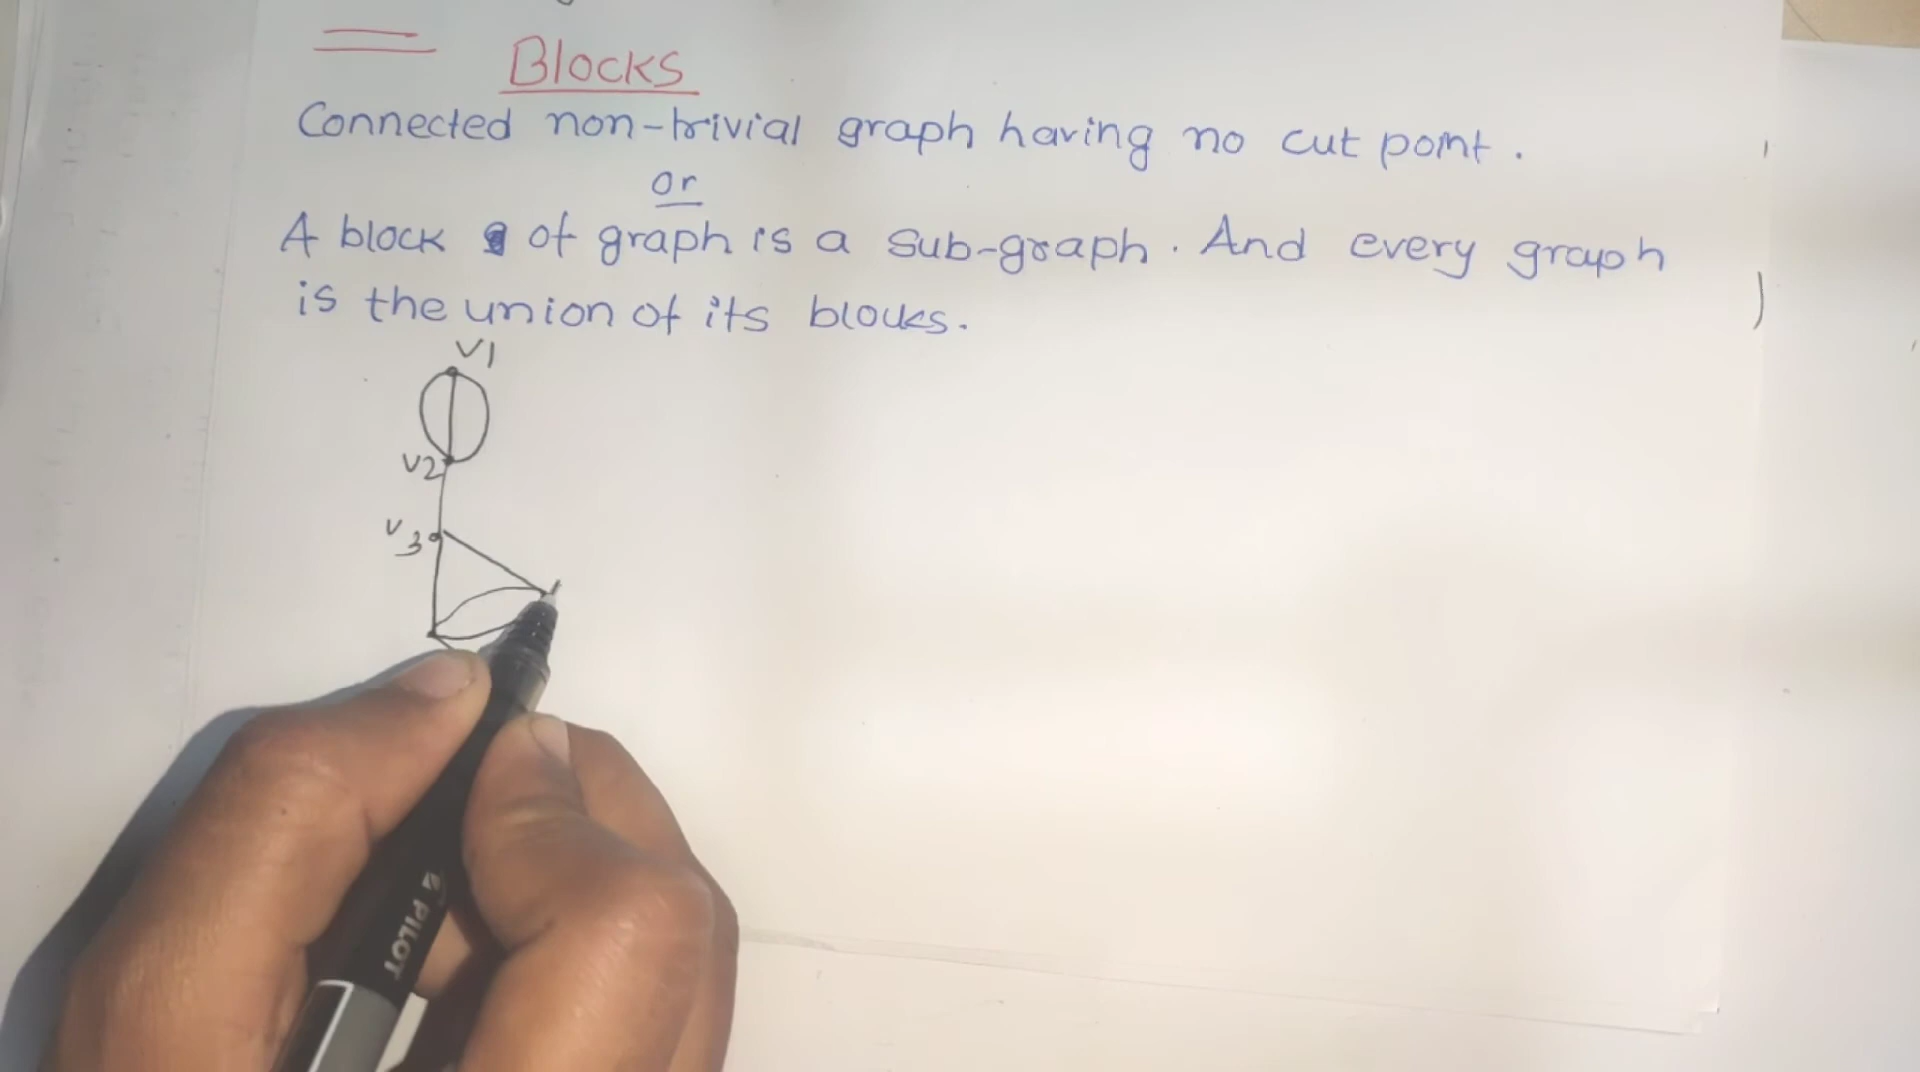 Blocks
Connected non-trivial graph having no cut point.
or
A block of graph is a sub-graph. And every graph
is the union of its blocks.
V1
V2
V3
PILOT